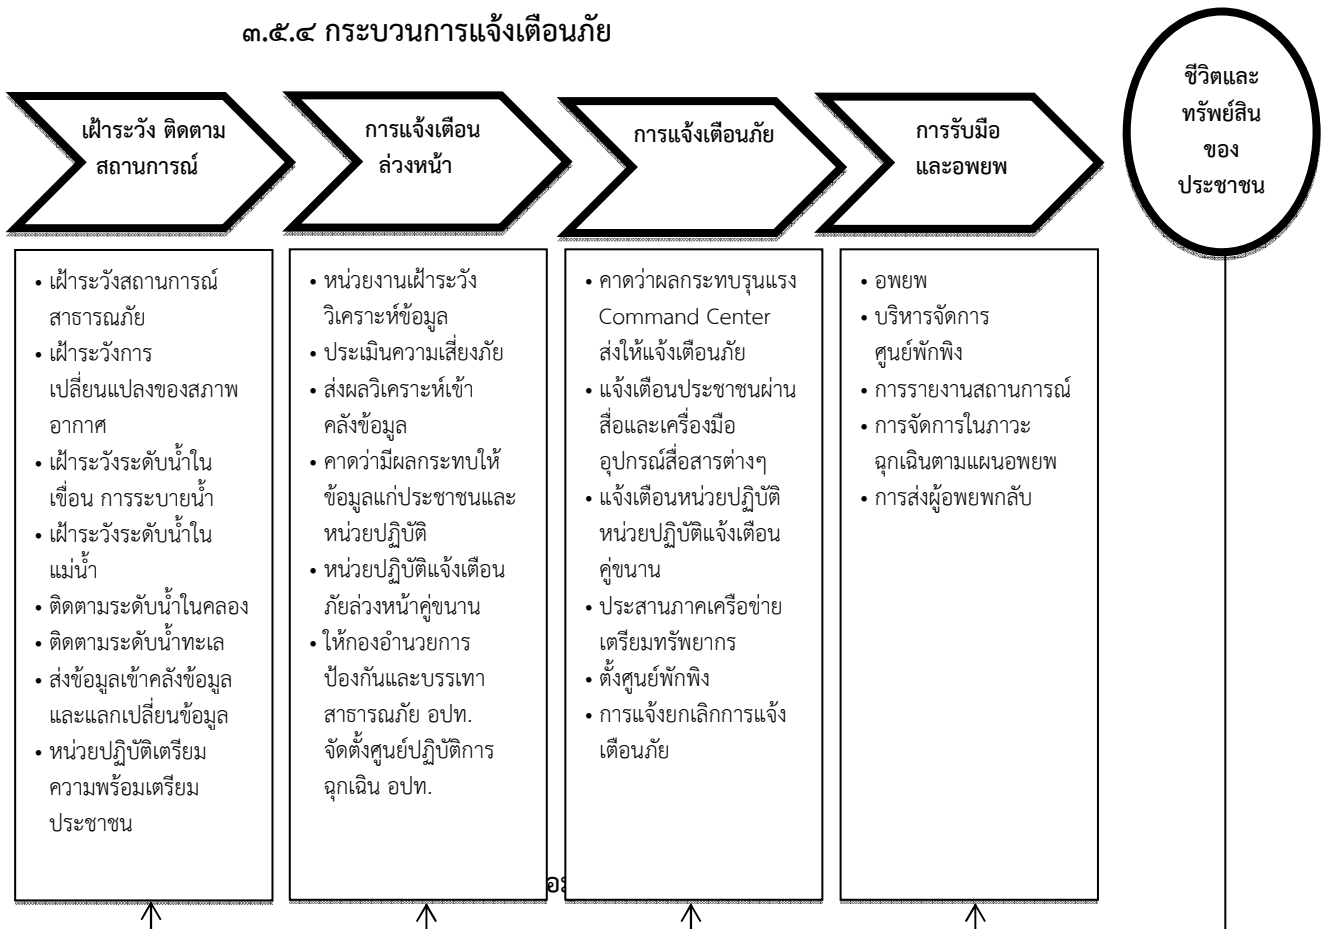 ๓.๕.๔ กระบวนการแจ้งเตือนภัย
เฝ้าระวัง ติดตาม
สถานการณ์
การแจ้งเตือน
ล่วงหน้า
การแจ้งเตือนภัย
การรับมือ
และอพยพ
ชีวิตและ
ทรัพย์สิน
ของ
ประชาชน
• เฝ้าระวังสถานการณ์
สาธารณภัย
• เฝ้าระวังการ
เปลี่ยนแปลงของสภาพ
อากาศ
• เฝ้าระวังระดับน้ำใน
เขื่อน การระบายน้ำ
• เฝ้าระวังระดับน้ำใน
แม่น้ำ
• ติดตามระดับน้ำในคลอง
• ติดตามระดับน้ำทะเล
• ส่งข้อมูลเข้าคลังข้อมูล
และแลกเปลี่ยนข้อมูล
• หน่วยปฏิบัติเตรียม
ความพร้อมเตรียม
ประชาชน
• หน่วยงานเฝ้าระวัง
วิเคราะห์ข้อมูล
• ประเมินความเสี่ยงภัย
• ส่งผลวิเคราะห์เข้า
คลังข้อมูล
• คาดว่ามีผลกระทบให้
ข้อมูลแก่ประชาชนและ
หน่วยปฏิบัติ
• หน่วยปฏิบัติแจ้งเตือน
ภัยล่วงหน้าคู่ขนาน
• ให้กองอำนวยการ
ป้องกันและบรรเทา
สาธารณภัย อปท.
จัดตั้งศูนย์ปฏิบัติการ
ฉุกเฉิน อปท.
• คาดว่าผลกระทบรุนแรง
Command Center
ส่งให้แจ้งเตือนภัย
• แจ้งเตือนประชาชนผ่าน
สื่อและเครื่องมือ
อุปกรณ์สื่อสารต่างๆ
• แจ้งเตือนหน่วยปฏิบัติ
หน่วยปฏิบัติแจ้งเตือน
คู่ขนาน
• ประสานภาคเครือข่าย
เตรียมทรัพยากร
• ตั้งศูนย์พักพิง
• การแจ้งยกเลิกการแจ้ง
เตือนภัย
• อพยพ
• บริหารจัดการ
ศูนย์พักพิง
• การรายงานสถานการณ์
• การจัดการในภาวะ
ฉุกเฉินตามแผนอพยพ
• การส่งผู้อพยพกลับ